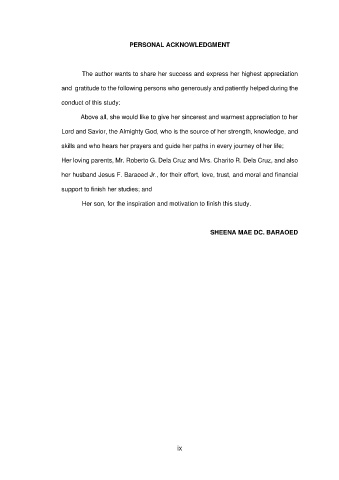 PERSONAL ACKNOWLEDGMENT
The author wants to share her success and express her highest appreciation
and gratitude to the following persons who generously and patiently helped during the
conduct of this study:
Above all, she would like to give her sincerest and warmest appreciation to her
Lord and Savior, the Almighty God, who is the source of her strength, knowledge, and
skills and who hears her prayers and guide her paths in every journey of her life;
Her loving parents, Mr. Roberto G. Dela Cruz and Mrs. Charito R. Dela Cruz, and also
her husband Jesus F. Baraoed Jr., for their effort, love, trust, and moral and financial
support to finish her studies; and
Her son, for the inspiration and motivation to finish this study.
SHEENA MAE DC. BARAOED
ix